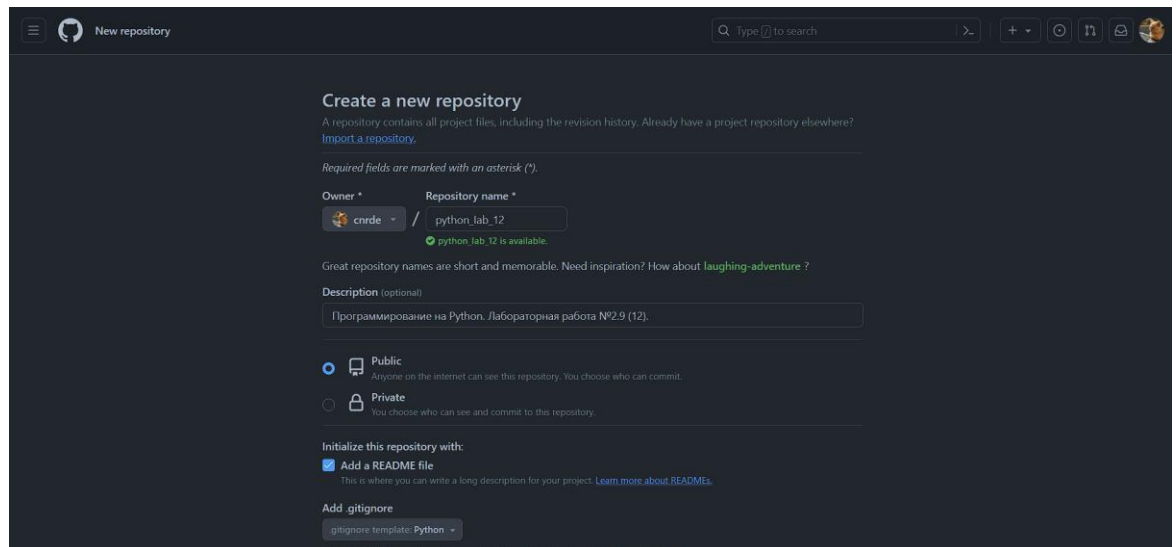 New repository
Type / to search
Create a new repository
A repository contains all project files, including the revision history. Already have a project repository elsewhere?
Import a repository.
Required fields are marked with an asterisk (*).
Owner * Repository name *
cnrde / python_lab_12
python_lab_12 is available.
Great repository names are short and memorable. Need inspiration? How about laughing-adventure ?
Description (optional)
Программирование на Python. Лабораторная работа №2.9 (12).
Public
Anyone on the internet can see this repository. You choose who can commit.
Private
You choose who can see and commit to this repository.
Initialize this repository with:
Add a README file
This is where you can write a long description for your project. Learn more about READMEs.
Add .gitignore
.gitignore template: Python